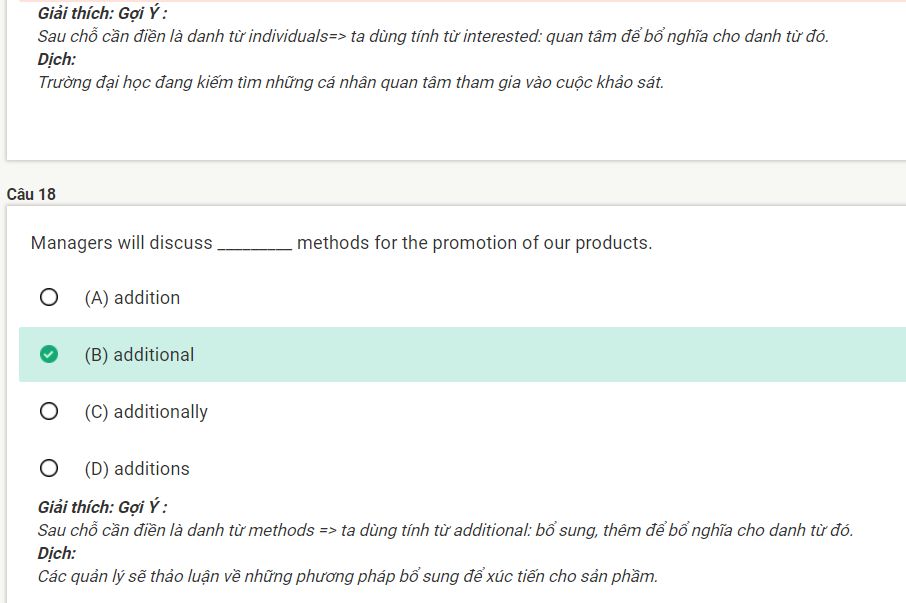 Giải thích: Gợi Ý :
Sau chỗ cần điền là danh từ individuals=> ta dùng tính từ interested: quan tâm để bổ nghĩa cho danh từ đó.
Dịch:
Trường đại học đang kiếm tìm những cá nhân quan tâm tham gia vào cuộc khảo sát.
Câu 18
Managers will discuss _________ methods for the promotion of our products.
(A) addition
(B) additional
(C) additionally
(D) additions
Giải thích: Gợi Ý :
Sau chỗ cần điền là danh từ methods => ta dùng tính từ additional: bổ sung, thêm để bổ nghĩa cho danh từ đó.
Dịch:
Các quản lý sẽ thảo luận về những phương pháp bổ sung để xúc tiến cho sản phầm.